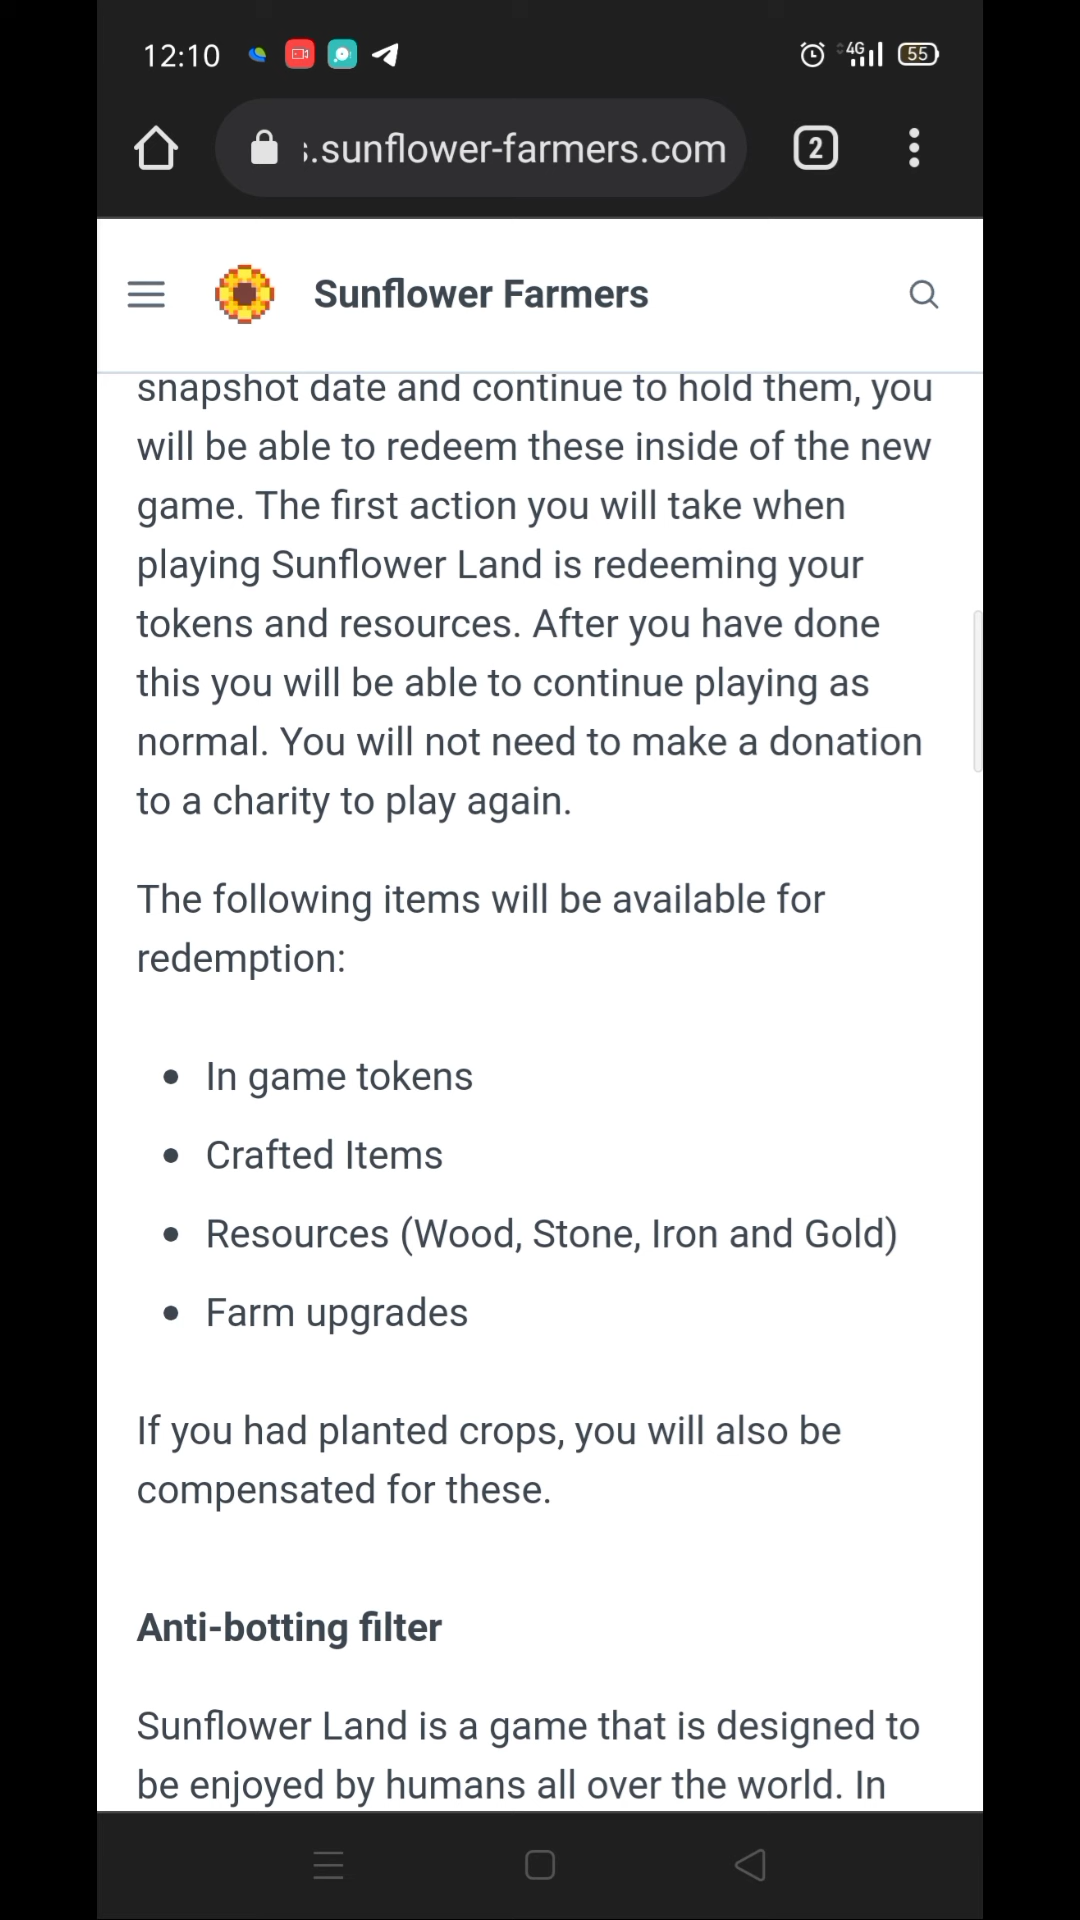 12:10
4G
55
.sunflower-farmers.com
2
Sunflower Farmers
snapshot date and continue to hold them, you
will be able to redeem these inside of the new
game. The first action you will take when
playing Sunflower Land is redeeming your
tokens and resources. After you have done
this you will be able to continue playing as
normal. You will not need to make a donation
to a charity to play again.
The following items will be available for
redemption:
• In game tokens
• Crafted Items
• Resources (Wood, Stone, Iron and Gold)
• Farm upgrades
If you had planted crops, you will also be
compensated for these.
Anti-botting filter
Sunflower Land is a game that is designed to
be enjoyed by humans all over the world. In